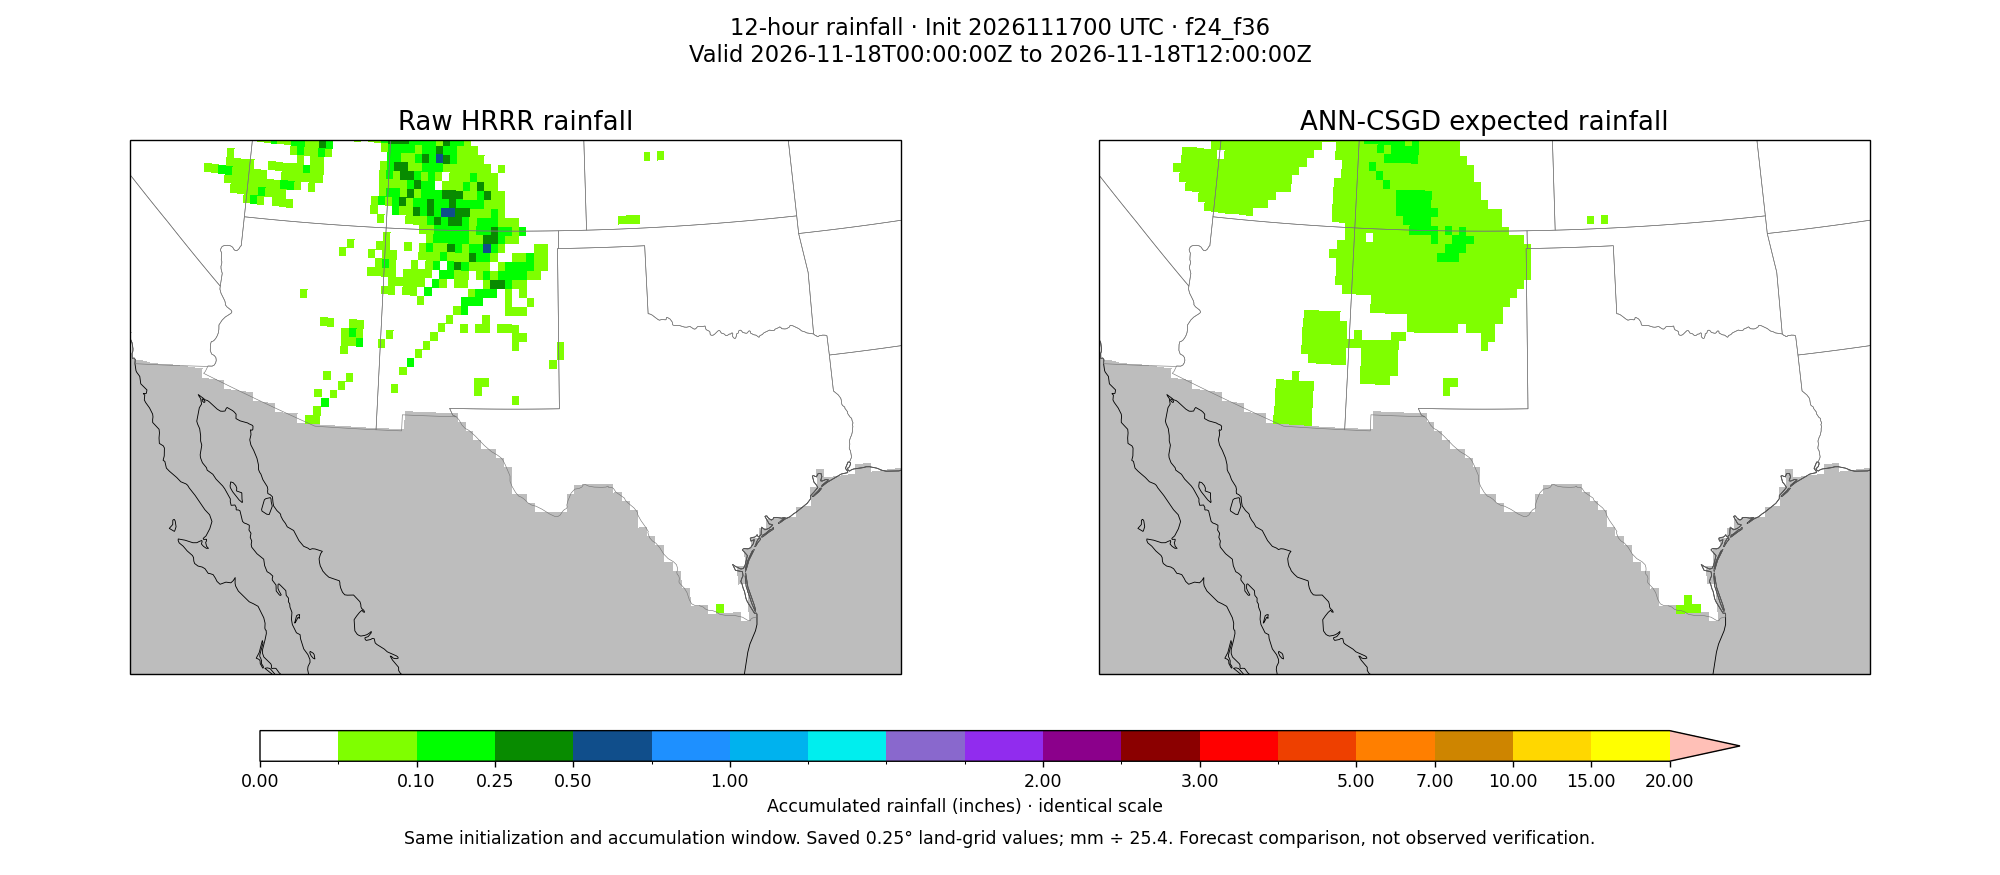 12-hour rainfall · Init 2026111700 UTC · f24_f36
Valid 2026-11-18T00:00:00Z to 2026-11-18T12:00:00Z
Raw HRRR rainfall
ANN-CSGD expected rainfall
0.00 0.10 0.25 0.50 1.00 2.00 3.00 5.00 7.00 10.00 15.00 20.00
Accumulated rainfall (inches) · identical scale
Same initialization and accumulation window. Saved 0.25° land-grid values; mm ÷ 25.4. Forecast comparison, not observed verification.